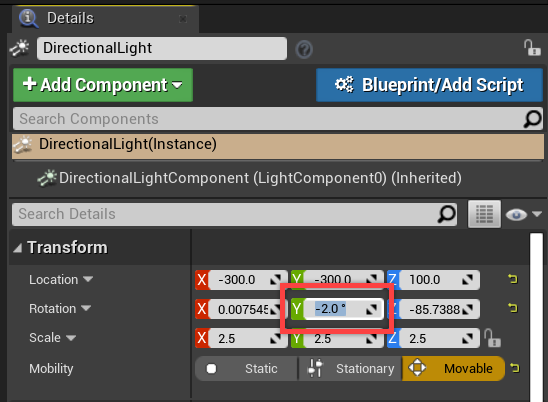 Details
DirectionalLight
+ Add Component
Blueprint/Add Script
Search Components
DirectionalLight(Instance)
DirectionalLightComponent (LightComponent0) (Inherited)
Search Details
Transform
Location X -300.0 Y -300.0 Z 100.0
Rotation X 0.007545 Y -2.0 ° Z -85.7388
Scale X 2.5 Y 2.5 Z 2.5
Mobility Static Stationary Movable